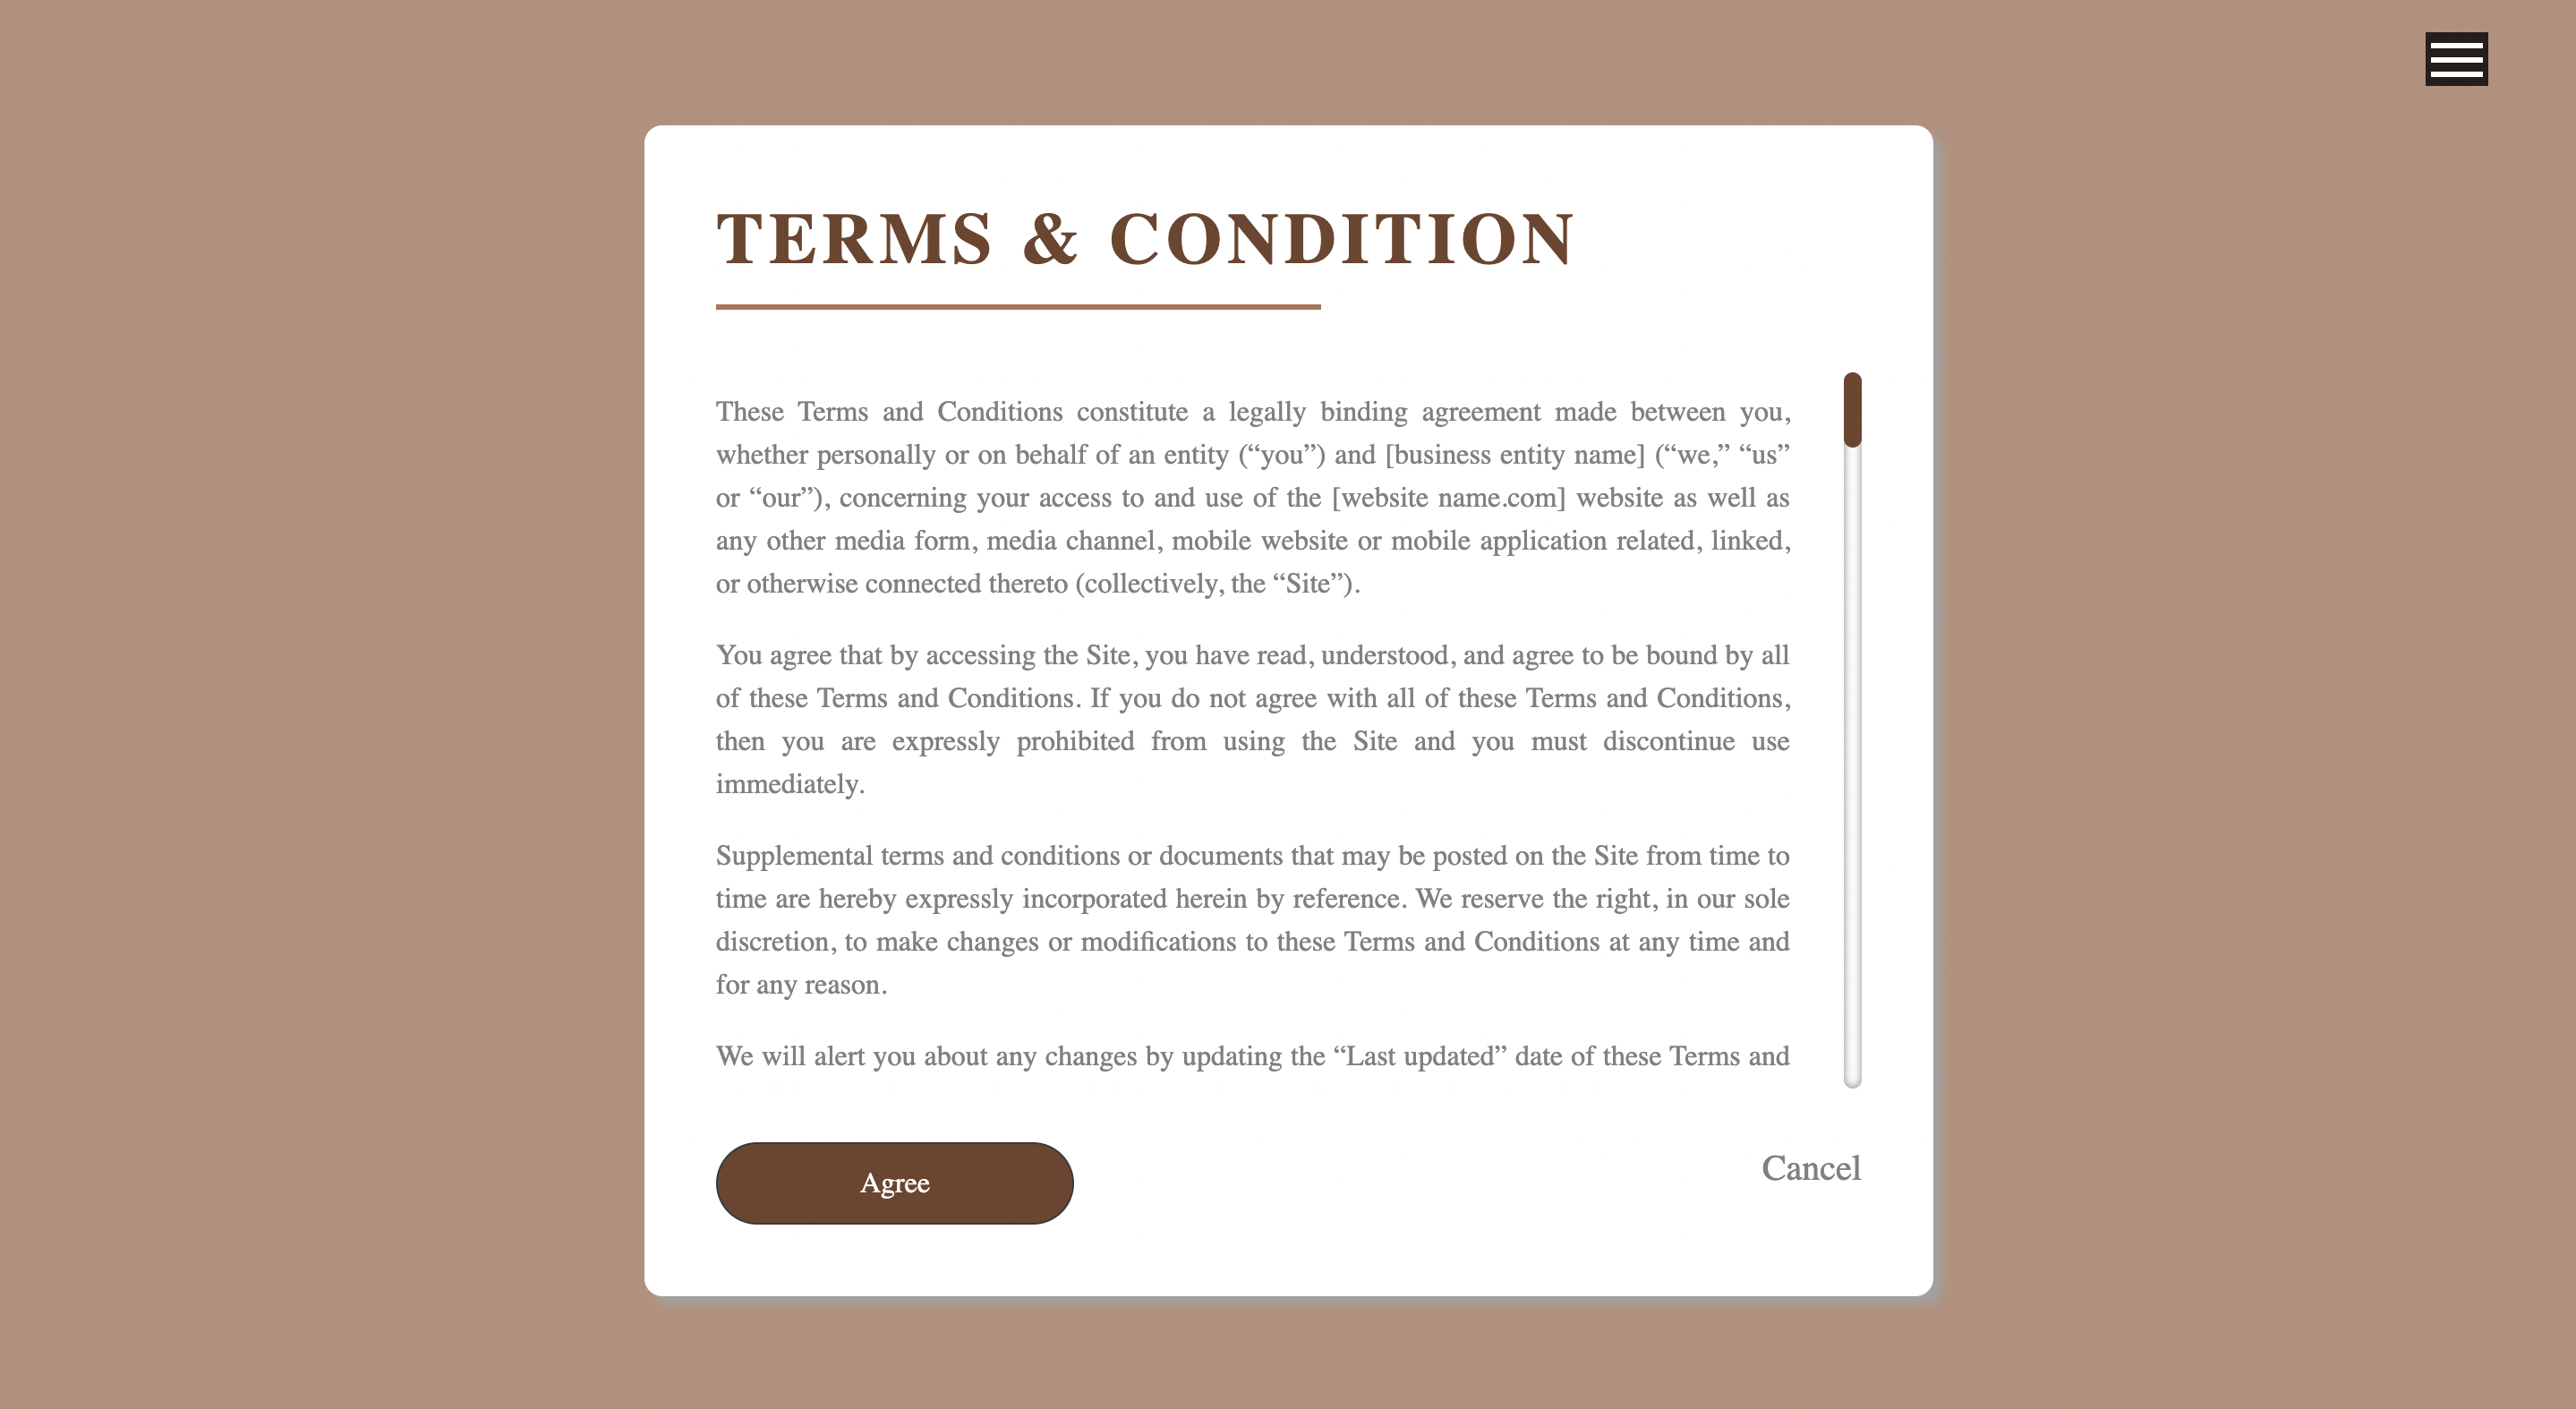 TERMS & CONDITION
These Terms and Conditions constitute a legally binding agreement made between you,
whether personally or on behalf of an entity (“you”) and [business entity name] (“we,” “us”
or “our”), concerning your access to and use of the [website name.com] website as well as
any other media form, media channel, mobile website or mobile application related, linked,
or otherwise connected thereto (collectively, the “Site”).
You agree that by accessing the Site, you have read, understood, and agree to be bound by all
of these Terms and Conditions. If you do not agree with all of these Terms and Conditions,
then you are expressly prohibited from using the Site and you must discontinue use
immediately.
Supplemental terms and conditions or documents that may be posted on the Site from time to
time are hereby expressly incorporated herein by reference. We reserve the right, in our sole
discretion, to make changes or modifications to these Terms and Conditions at any time and
for any reason.
We will alert you about any changes by updating the “Last updated” date of these Terms and
Agree
Cancel